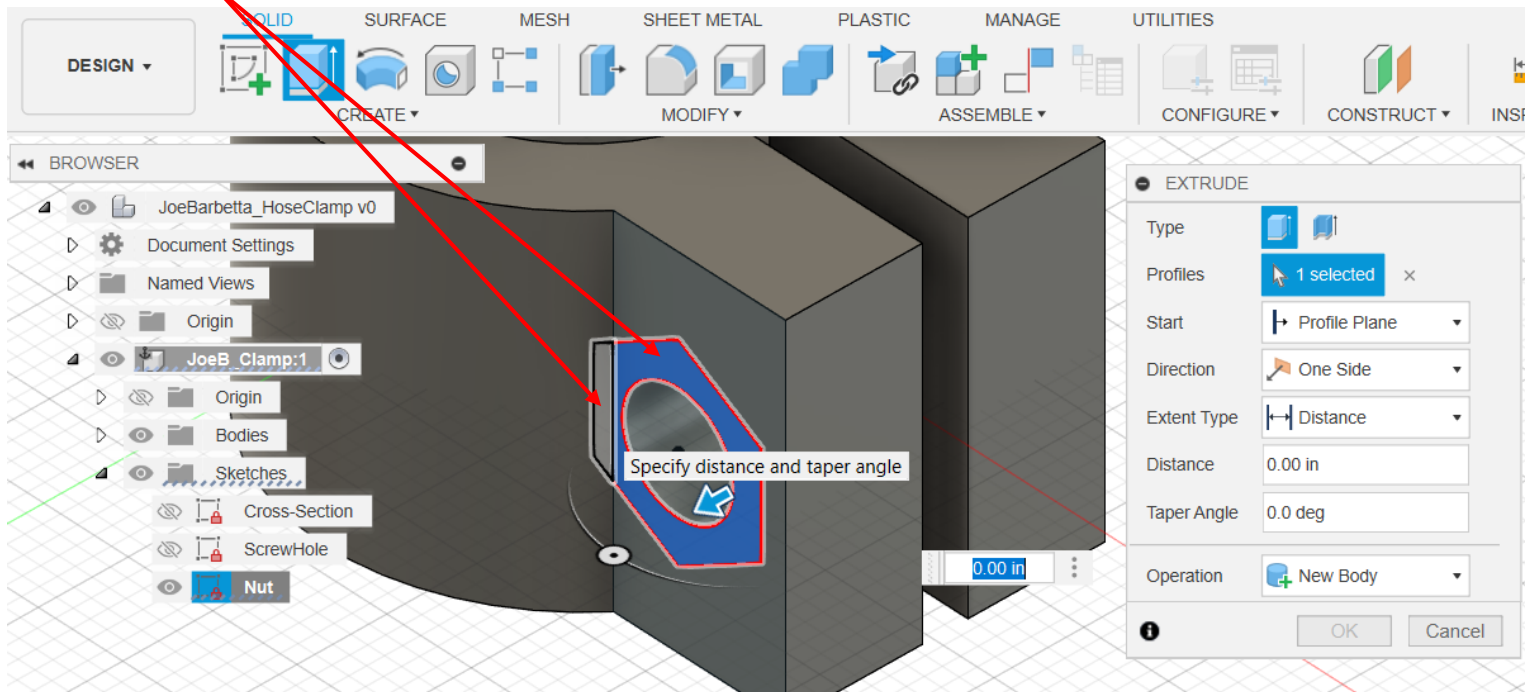 SOLID SURFACE MESH SHEET METAL PLASTIC MANAGE UTILITIES
DESIGN ▾
CREATE ▾ MODIFY ▾ ASSEMBLE ▾ CONFIGURE ▾ CONSTRUCT ▾
BROWSER
JoeBarbetta_HoseClamp v0
Document Settings
Named Views
Origin
JoeB_Clamp:1
Origin
Bodies
Sketches
Cross-Section
ScrewHole
Nut
Specify distance and taper angle
0.00 in
EXTRUDE
Type
Profiles 1 selected ×
Start Profile Plane
Direction One Side
Extent Type Distance
Distance 0.00 in
Taper Angle 0.0 deg
Operation New Body
OK Cancel